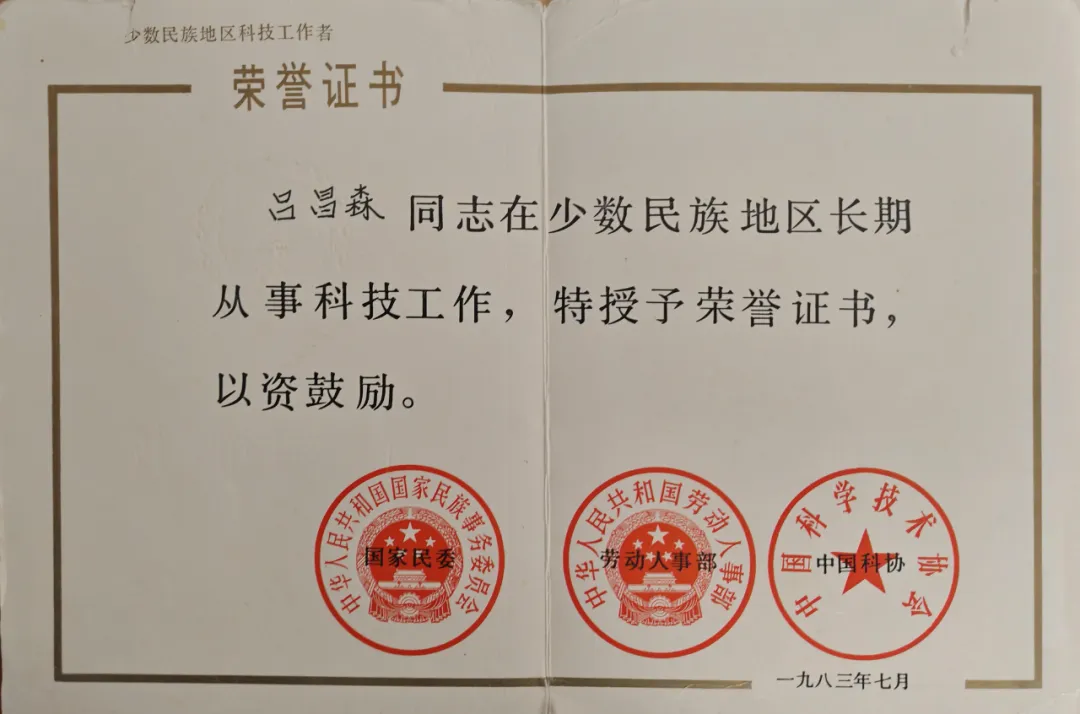 少数民族地区科技工作者
荣誉证书
吕昌森 同志在少数民族地区长期
从事科技工作，特授予荣誉证书，
以资鼓励。
中华人民共和国国家民族事务委员会
国家民委
中华人民共和国劳动人事部
劳动人事部
中国科学技术协会
中国科协
一九八三年七月